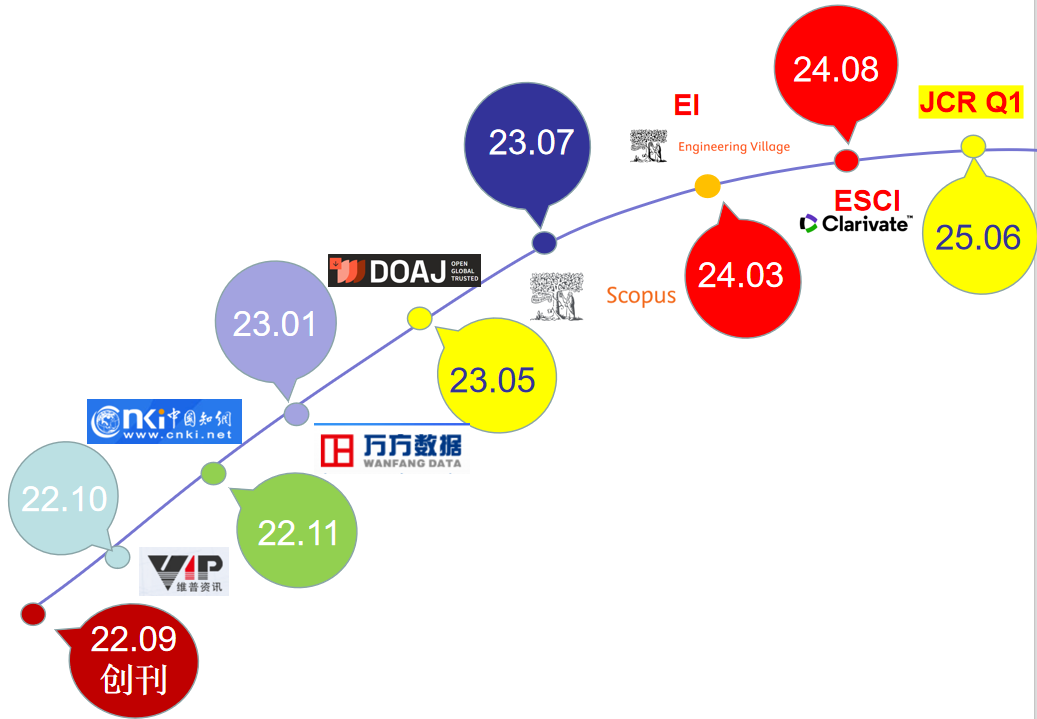 24.08
JCR Q1
EI
23.07
Engineering Village
ESCI
Clarivate™
25.06
DOAJ
OPEN
GLOBAL
TRUSTED
24.03
Scopus
23.01
23.05
cnki中国知网
www.cnki.net
万方数据
WANFANG DATA
22.10
22.11
VIP
维普资讯
22.09
创刊